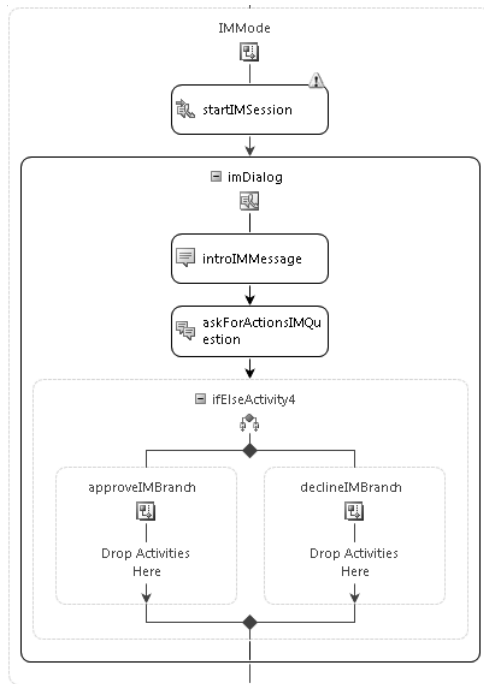 IMMode
startIMSession
imDialog
introIMMessage
askForActionsIMQu
estion
ifElseActivity4
approveIMBranch
declineIMBranch
Drop Activities
Here
Drop Activities
Here